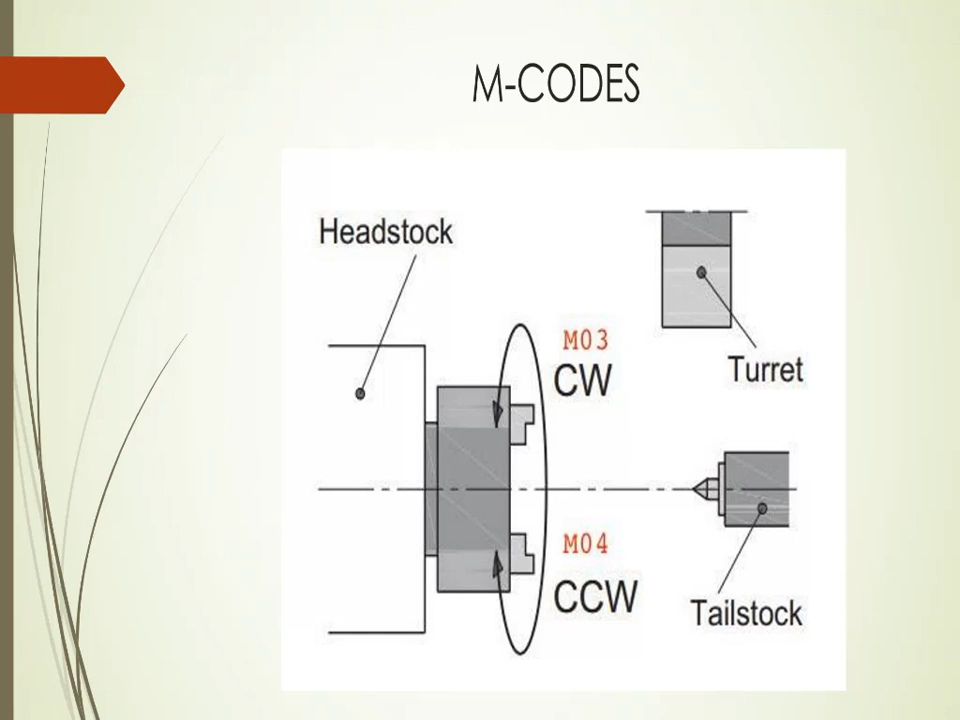 M-CODES
Headstock
M03
CW
Turret
M04
CCW
Tailstock